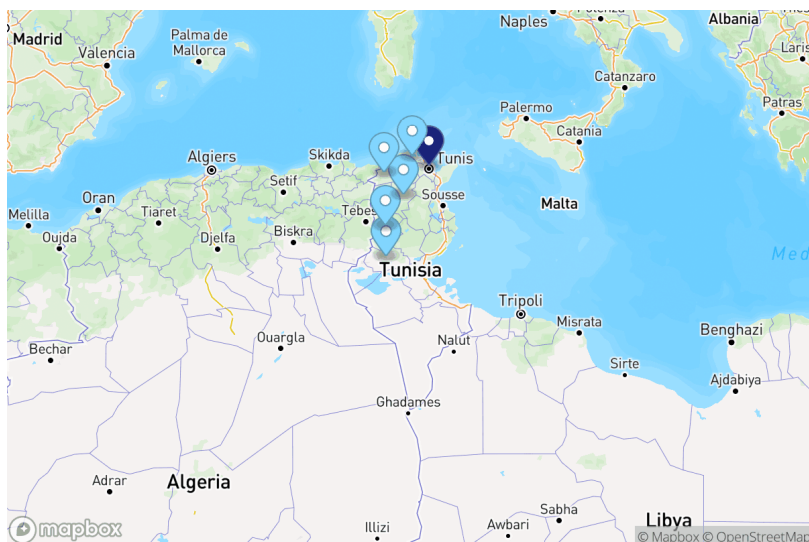 Naples
Potenza
Albania
Madrid
Palma de
Mallorca
Valencia
Catanzaro
Patras
Palermo
Catania
Algiers
Skikda
Tunis
Setif
Sousse
Oran
Malta
Melilla
Tiaret
Oujda
Djelfa
Biskra
Tunisia
Tripoli
Misrata
Benghazi
Ouargla
Nalut
Bechar
Sirte
Ajdabiya
Ghadames
Adrar
Algeria
Sabha
Libya
Illizi
Awbari
mapbox
© Mapbox © OpenStreetMap